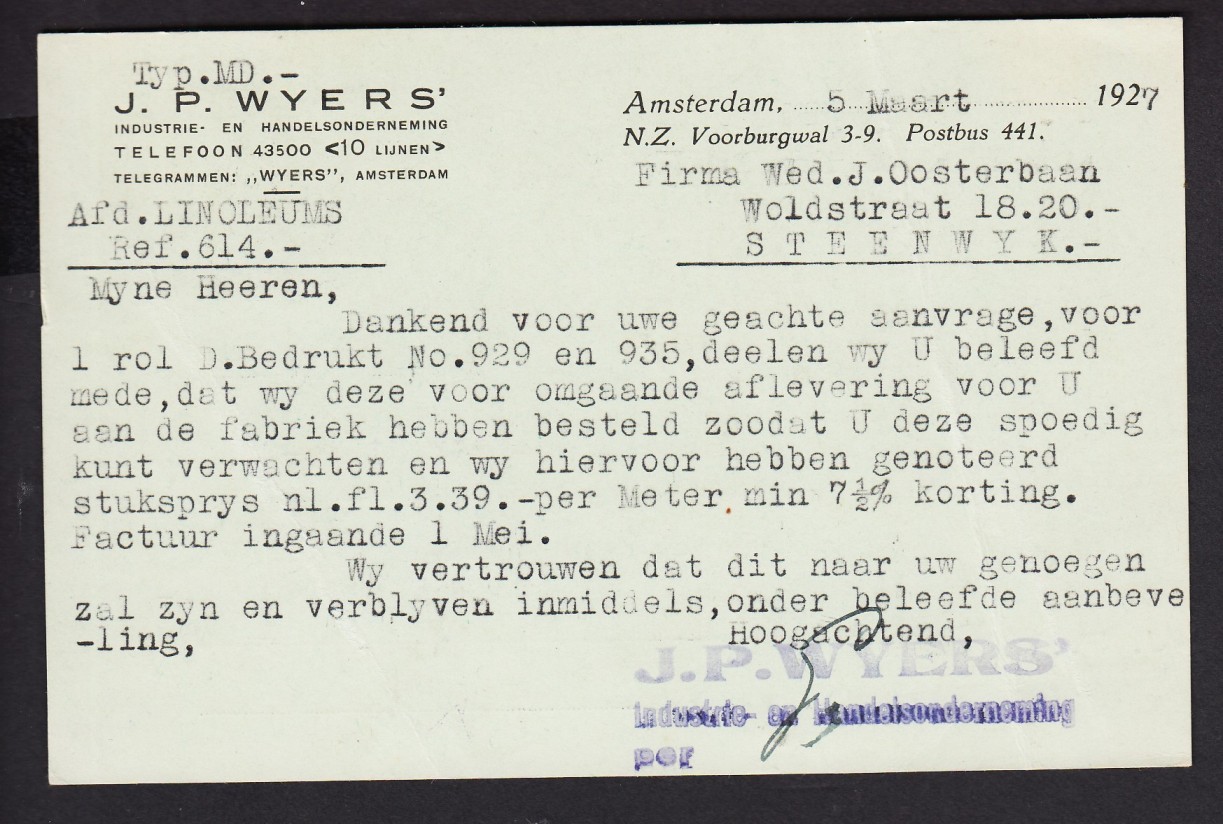 Typ.MD.-
J. P. WYERS'
INDUSTRIE- EN HANDELSONDERNEMING
TELEFOON 43500 <10 LIJNEN>
TELEGRAMMEN: „WYERS", AMSTERDAM
Afd.LINOLEUMS
Ref.614.-
Amsterdam, 5 Maart 1927
N.Z. Voorburgwal 3-9. Postbus 441.
Firma Wed.J.Oosterbaan
Woldstraat 18.20.-
S T E E N W Y K.-
Myne Heeren,
Dankend voor uwe geachte aanvrage,voor
1 rol D.Bedrukt No.929 en 935,deelen wy U beleefd
mede,dat wy deze voor omgaande aflevering voor U
aan de fabriek hebben besteld zoodat U deze spoedig
kunt verwachten en wy hiervoor hebben genoteerd
stuksprys nl.fl.3.39.-per Meter min 7½% korting.
Factuur ingaande 1 Mei.
Wy vertrouwen dat dit naar uw genoegen
zal zyn en verblyven inmiddels,onder beleefde aanbeve
-ling,
Hoogachtend,
J.P.WYERS'
Industrie- en Handelsonderneming
per